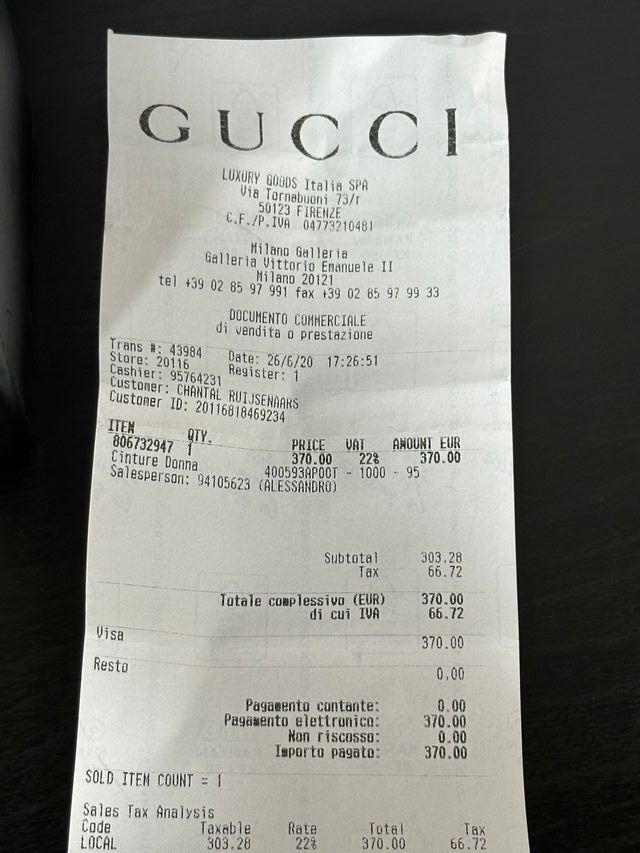 GUCCI
LUXURY GOODS Italia SPA
Via Tornabuoni 73/r
50123 FIRENZE
C.F./P.IVA 04773210481
Milano Galleria
Galleria Vittorio Emanuele II
Milano 20121
tel +39 02 85 97 991 fax +39 02 85 97 99 33
DOCUMENTO COMMERCIALE
di vendita o prestazione
Trans #: 43984 Date: 26/6/20 17:26:51
Store: 20116 Register: 1
Cashier: 95764231
Customer: CHANTAL RUIJSENAARS
Customer ID: 20116818469234
ITEM QTY. PRICE VAT AMOUNT EUR
806732947 1 370.00 22% 370.00
Cinture Donna 400593AP00T - 1000 - 95
Salesperson: 94105623 (ALESSANDRO)
Subtotal 303.28
Tax 66.72
Totale complessivo (EUR) 370.00
di cui IVA 66.72
Visa 370.00
Resto 0,00
Pagamento contante: 0.00
Pagamento elettronico: 370.00
Non riscosso: 0.00
Importo pagato: 370.00
SOLD ITEM COUNT = 1
Sales Tax Analysis
Code Taxable Rate Total Tax
LOCAL 303.28 22% 370.00 66.72